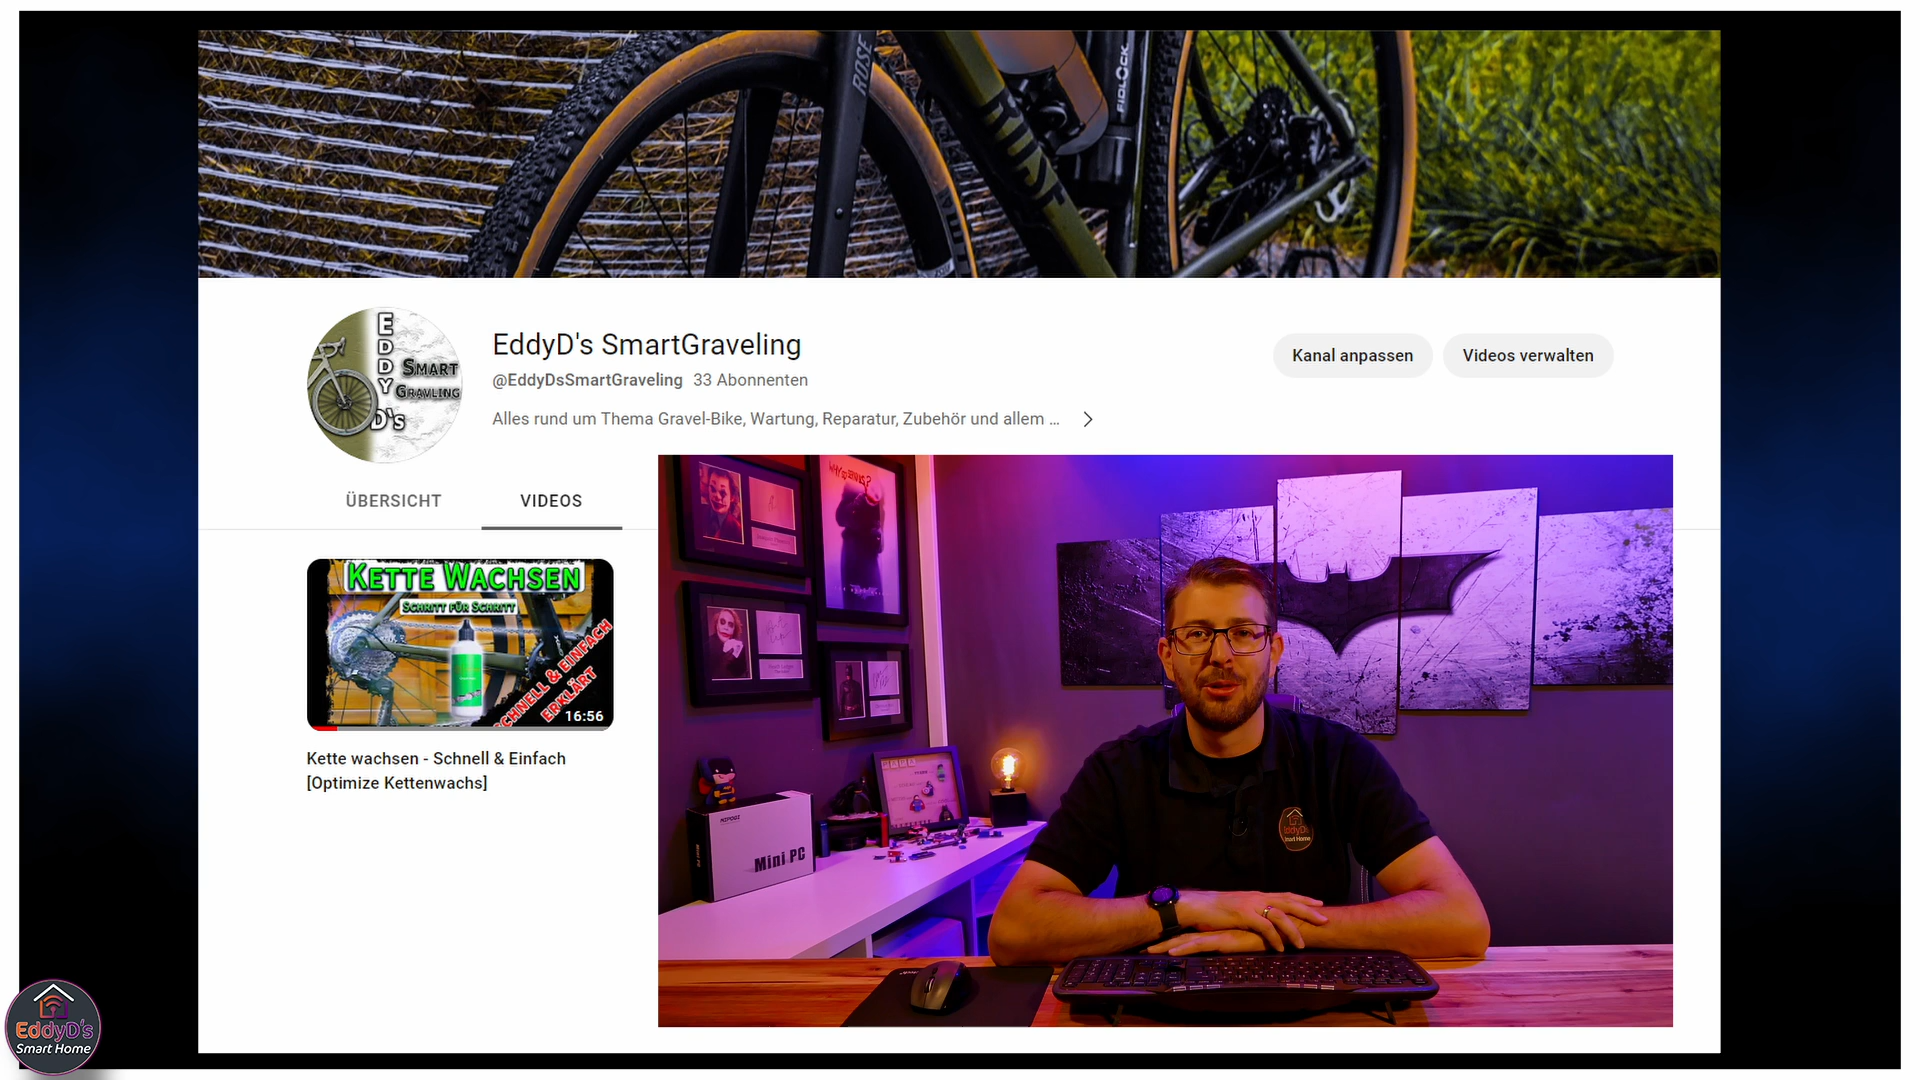 ROSE
FIDLOCK
EDDY
D's
SMART
GRAVLING
EddyD's SmartGraveling
@EddyDsSmartGraveling 33 Abonnenten
Alles rund um Thema Gravel-Bike, Wartung, Reparatur, Zubehör und allem ...
Kanal anpassen
Videos verwalten
ÜBERSICHT
VIDEOS
KETTE WACHSEN
SCHRITT FÜR SCHRITT
SCHNELL & EINFACH
ERKLÄRT
16:56
Kette wachsen - Schnell & Einfach
[Optimize Kettenwachs]
Mini PC
EddyD's
Smart Home